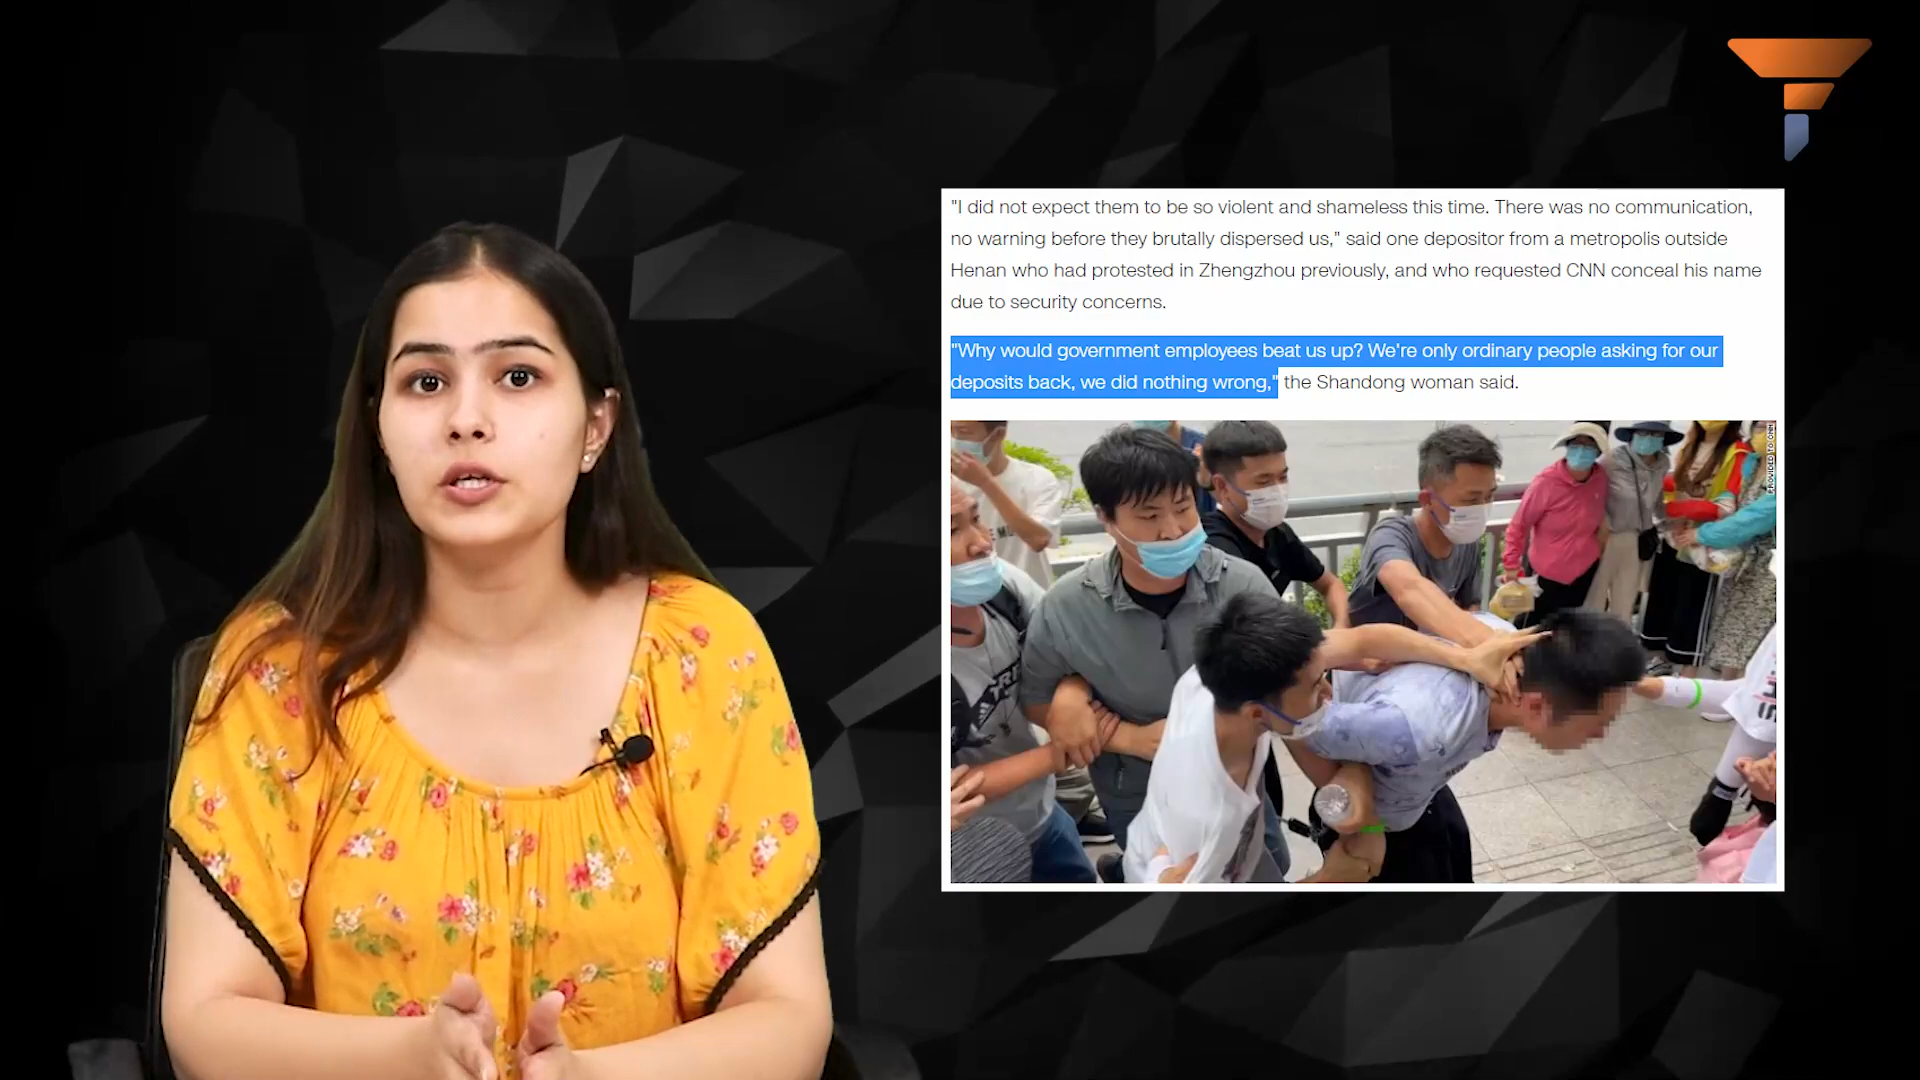 "I did not expect them to be so violent and shameless this time. There was no communication,
no warning before they brutally dispersed us," said one depositor from a metropolis outside
Henan who had protested in Zhengzhou previously, and who requested CNN conceal his name
due to security concerns.
"Why would government employees beat us up? We're only ordinary people asking for our
deposits back, we did nothing wrong," the Shandong woman said.
PROVIDED TO CNN